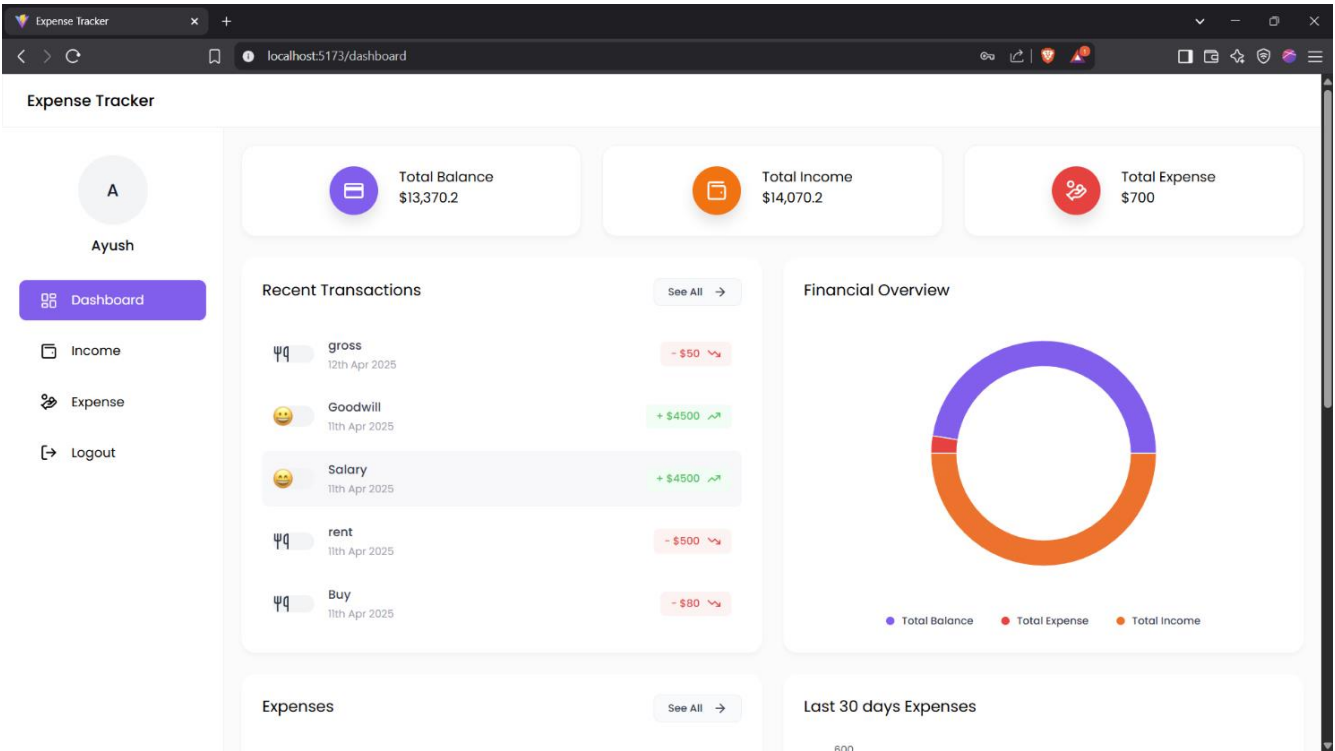 Expense Tracker
localhost:5173/dashboard
1
Expense Tracker
A
Ayush
Dashboard
Income
Expense
Logout
Total Balance
$13,370.2
Total Income
$14,070.2
Total Expense
$700
Recent Transactions
See All
gross
12th Apr 2025
- $50
Goodwill
11th Apr 2025
+ $4500
Salary
11th Apr 2025
+ $4500
rent
11th Apr 2025
- $500
Buy
11th Apr 2025
- $80
Financial Overview
Total Balance
Total Expense
Total Income
Expenses
See All
Last 30 days Expenses
600